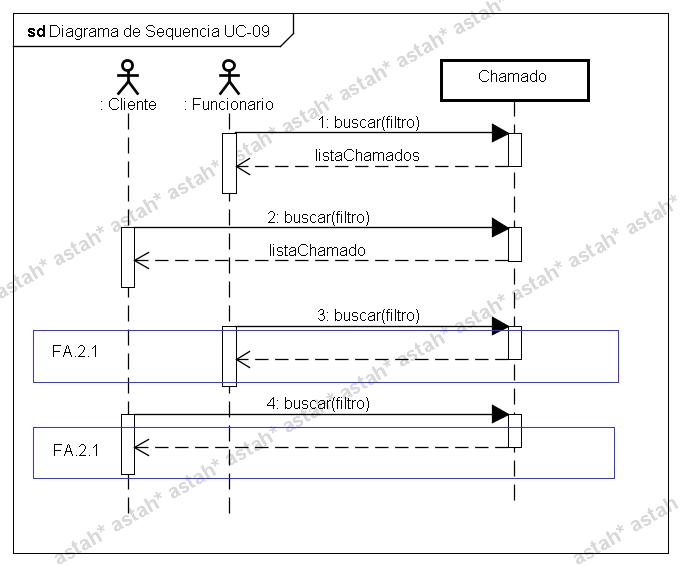 sd Diagrama de Sequencia UC-09
: Cliente
: Funcionario
Chamado
1: buscar(filtro)
listaChamados
2: buscar(filtro)
listaChamado
3: buscar(filtro)
FA.2.1
4: buscar(filtro)
FA.2.1
astah* astah* astah* astah* astah* astah* astah* astah* astah*
astah* astah* astah* astah* astah* astah* astah* astah* astah* astah*
astah* astah